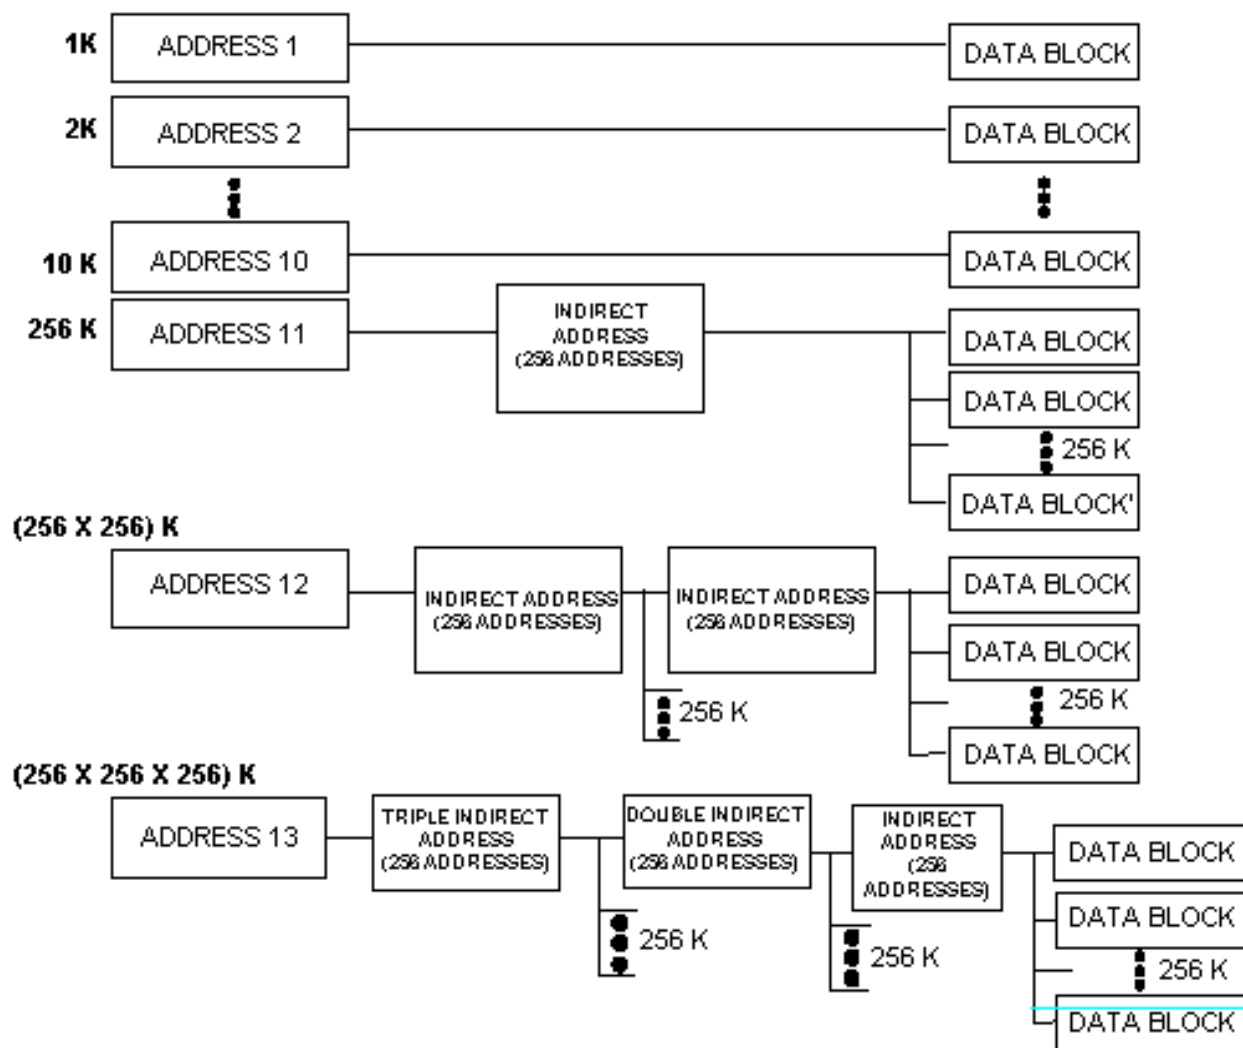 1K
ADDRESS 1
DATA BLOCK
2K
ADDRESS 2
DATA BLOCK
10 K
ADDRESS 10
DATA BLOCK
256 K
ADDRESS 11
INDIRECT
ADDRESS
(256 ADDRESSES)
DATA BLOCK
DATA BLOCK
256 K
DATA BLOCK'
(256 X 256) K
ADDRESS 12
INDIRECT ADDRESS
(256 ADDRESSES)
INDIRECT ADDRESS
(256 ADDRESSES)
DATA BLOCK
DATA BLOCK
256 K
256 K
DATA BLOCK
(256 X 256 X 256) K
ADDRESS 13
TRIPLE INDIRECT
ADDRESS
(256 ADDRESSES)
DOUBLE INDIRECT
ADDRESS
(256 ADDRESSES)
INDIRECT
ADDRESS
(256
ADDRESSES)
DATA BLOCK
DATA BLOCK
256 K
256 K
256 K
DATA BLOCK